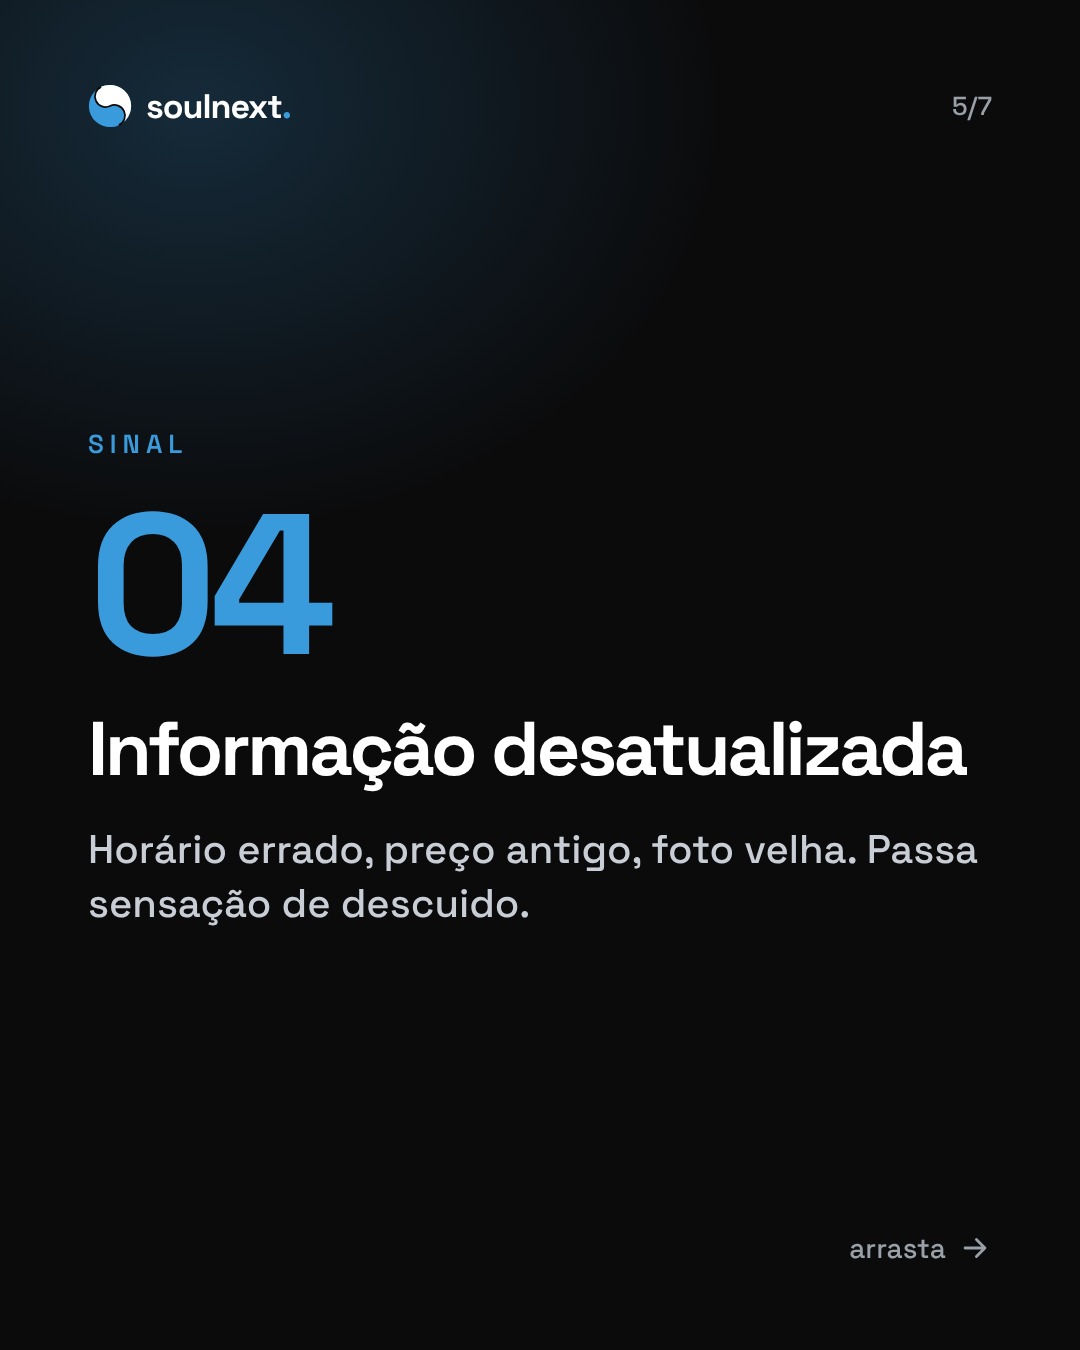 soulnext.
5/7
SINAL
04
Informação desatualizada
Horário errado, preço antigo, foto velha. Passa
sensação de descuido.
arrasta →